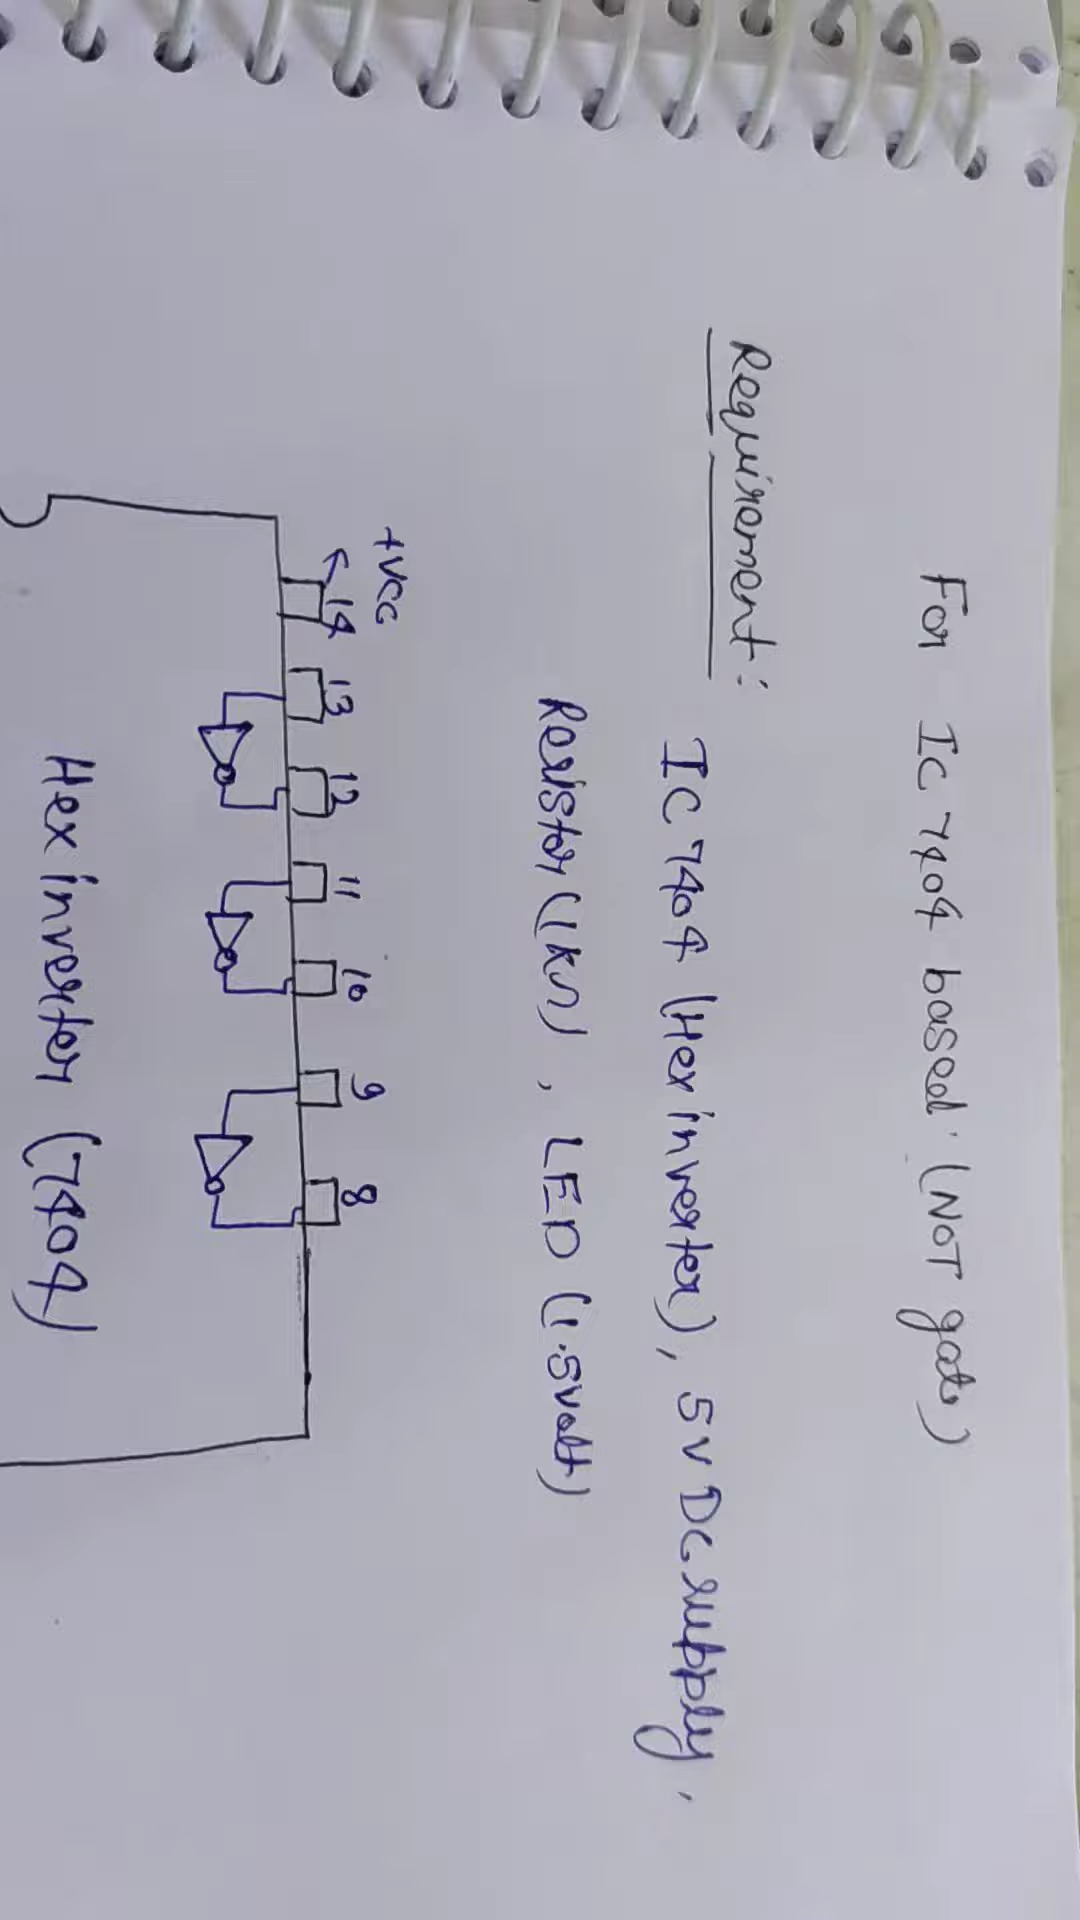 For IC 7404 based (NOT gate)
Requirement:
IC 7404 (Hex inverter), 5V DC supply,
Resistor (1KΩ), LED (1.5volt)
+Vcc
14 13 12 11 10 9 8
Hex inverter (7404)